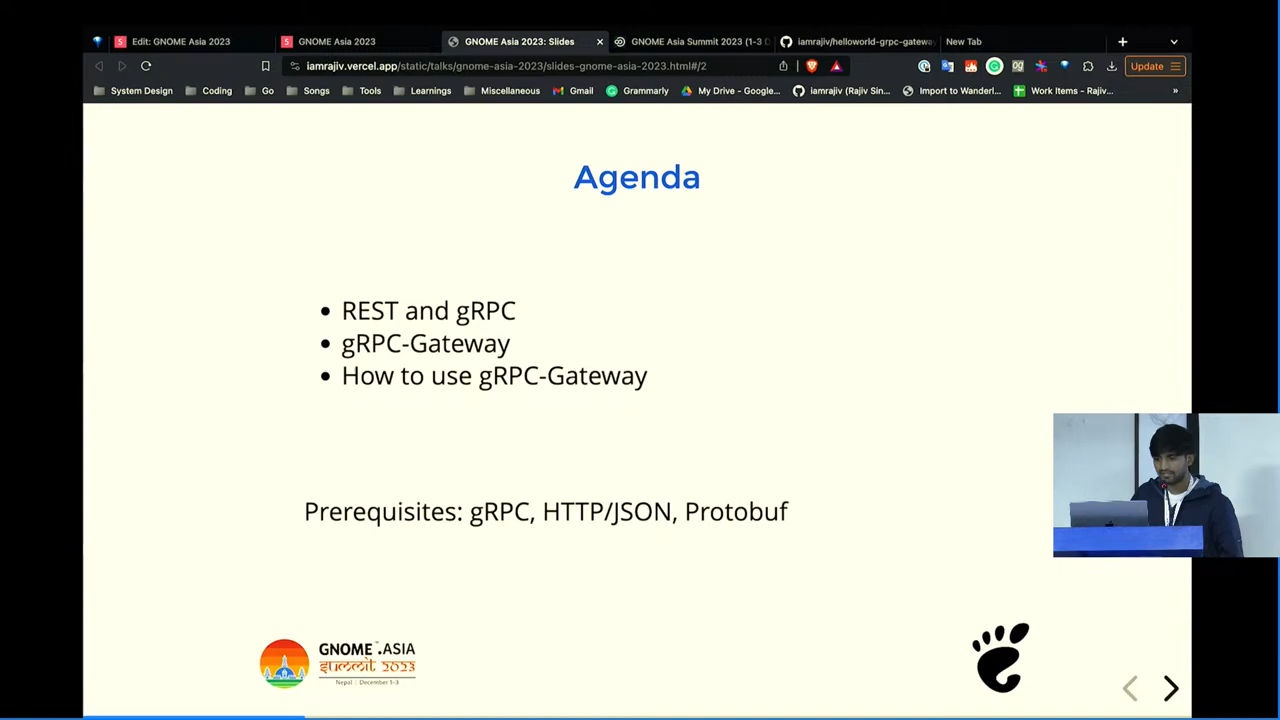 Edit: GNOME Asia 2023
GNOME Asia 2023
GNOME Asia 2023: Slides
GNOME Asia Summit 2023 (1-3 D
iamrajiv/helloworld-grpc-gateway
New Tab
iamrajiv.vercel.app/static/talks/gnome-asia-2023/slides-gnome-asia-2023.html#/2
Update
System Design
Coding
Go
Songs
Tools
Learnings
Miscellaneous
Gmail
Grammarly
My Drive - Google...
iamrajiv (Rajiv Sin...
Import to Wanderl...
Work Items - Rajiv...
»
Agenda
• REST and gRPC
• gRPC-Gateway
• How to use gRPC-Gateway
Prerequisites: gRPC, HTTP/JSON, Protobuf
GNOME™.ASIA
summit 2023
Nepal | December 1-3